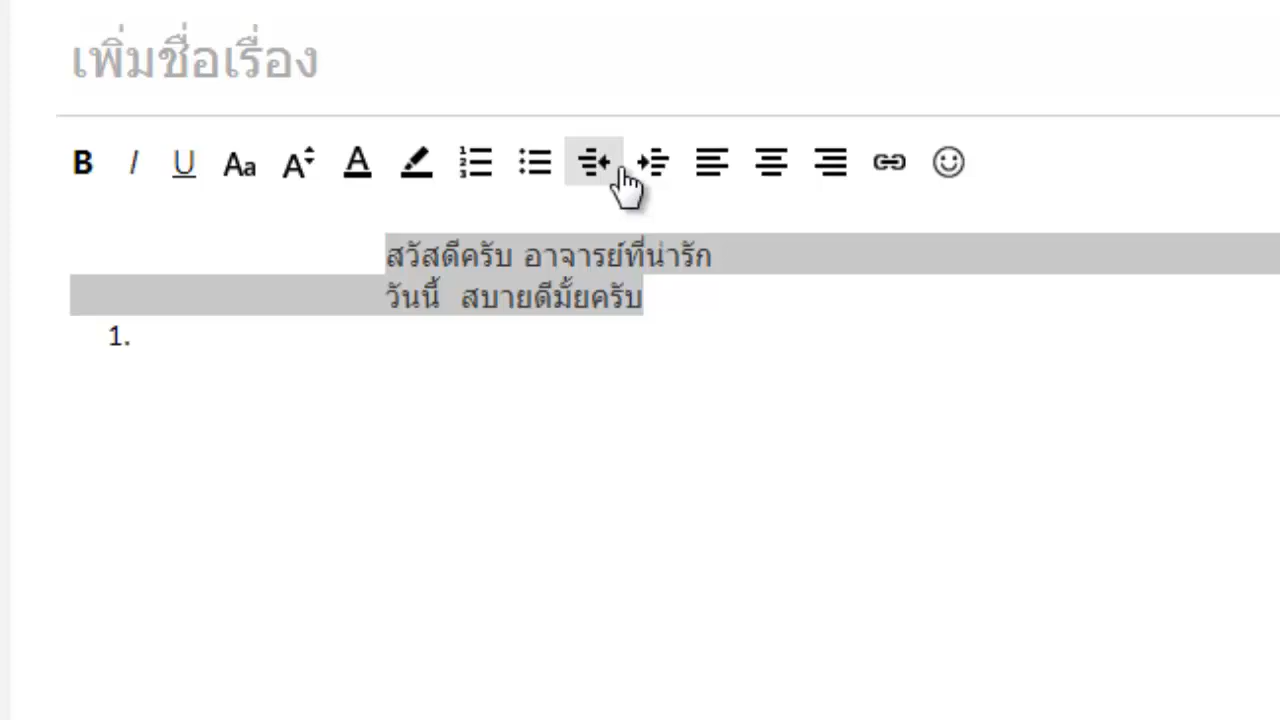 เพิ่มชื่อเรื่อง
B I U Aa A A
สวัสดีครับ อาจารย์ที่น่ารัก
วันนี้  สบายดีมั้ยครับ
1.